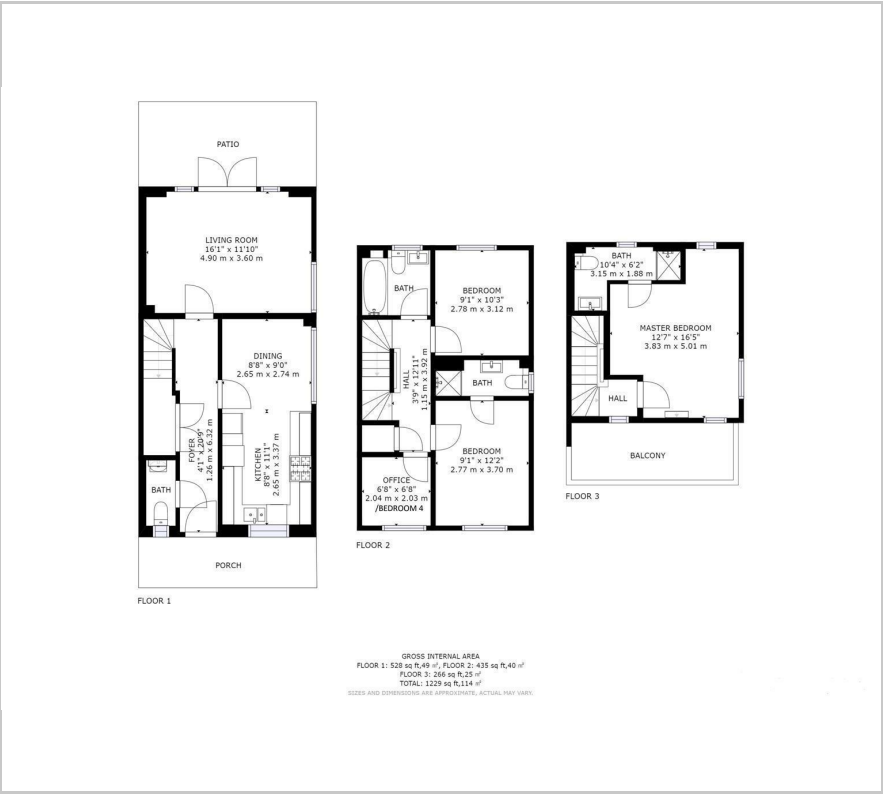 PATIO
LIVING ROOM
16'1" x 11'10"
4.90 m x 3.60 m
DINING
8'8" x 9'0"
2.65 m x 2.74 m
FOYER
4'1" x 20'9"
1.26 m x 6.32 m
KITCHEN
8'8" x 11'1"
2.65 m x 3.37 m
BATH
PORCH
FLOOR 1
BATH
BEDROOM
9'1" x 10'3"
2.78 m x 3.12 m
HALL
3'9" x 12'11"
1.15 m x 3.92 m
BATH
BEDROOM
9'1" x 12'2"
2.77 m x 3.70 m
OFFICE
6'8" x 6'8"
2.04 m x 2.03 m
/BEDROOM 4
FLOOR 2
BATH
10'4" x 6'2"
3.15 m x 1.88 m
MASTER BEDROOM
12'7" x 16'5"
3.83 m x 5.01 m
HALL
BALCONY
FLOOR 3
GROSS INTERNAL AREA
FLOOR 1: 528 sq ft,49 ㎡, FLOOR 2: 435 sq ft,40 ㎡
FLOOR 3: 266 sq ft,25 ㎡
TOTAL: 1229 sq ft,114 ㎡
SIZES AND DIMENSIONS ARE APPROXIMATE, ACTUAL MAY VARY.